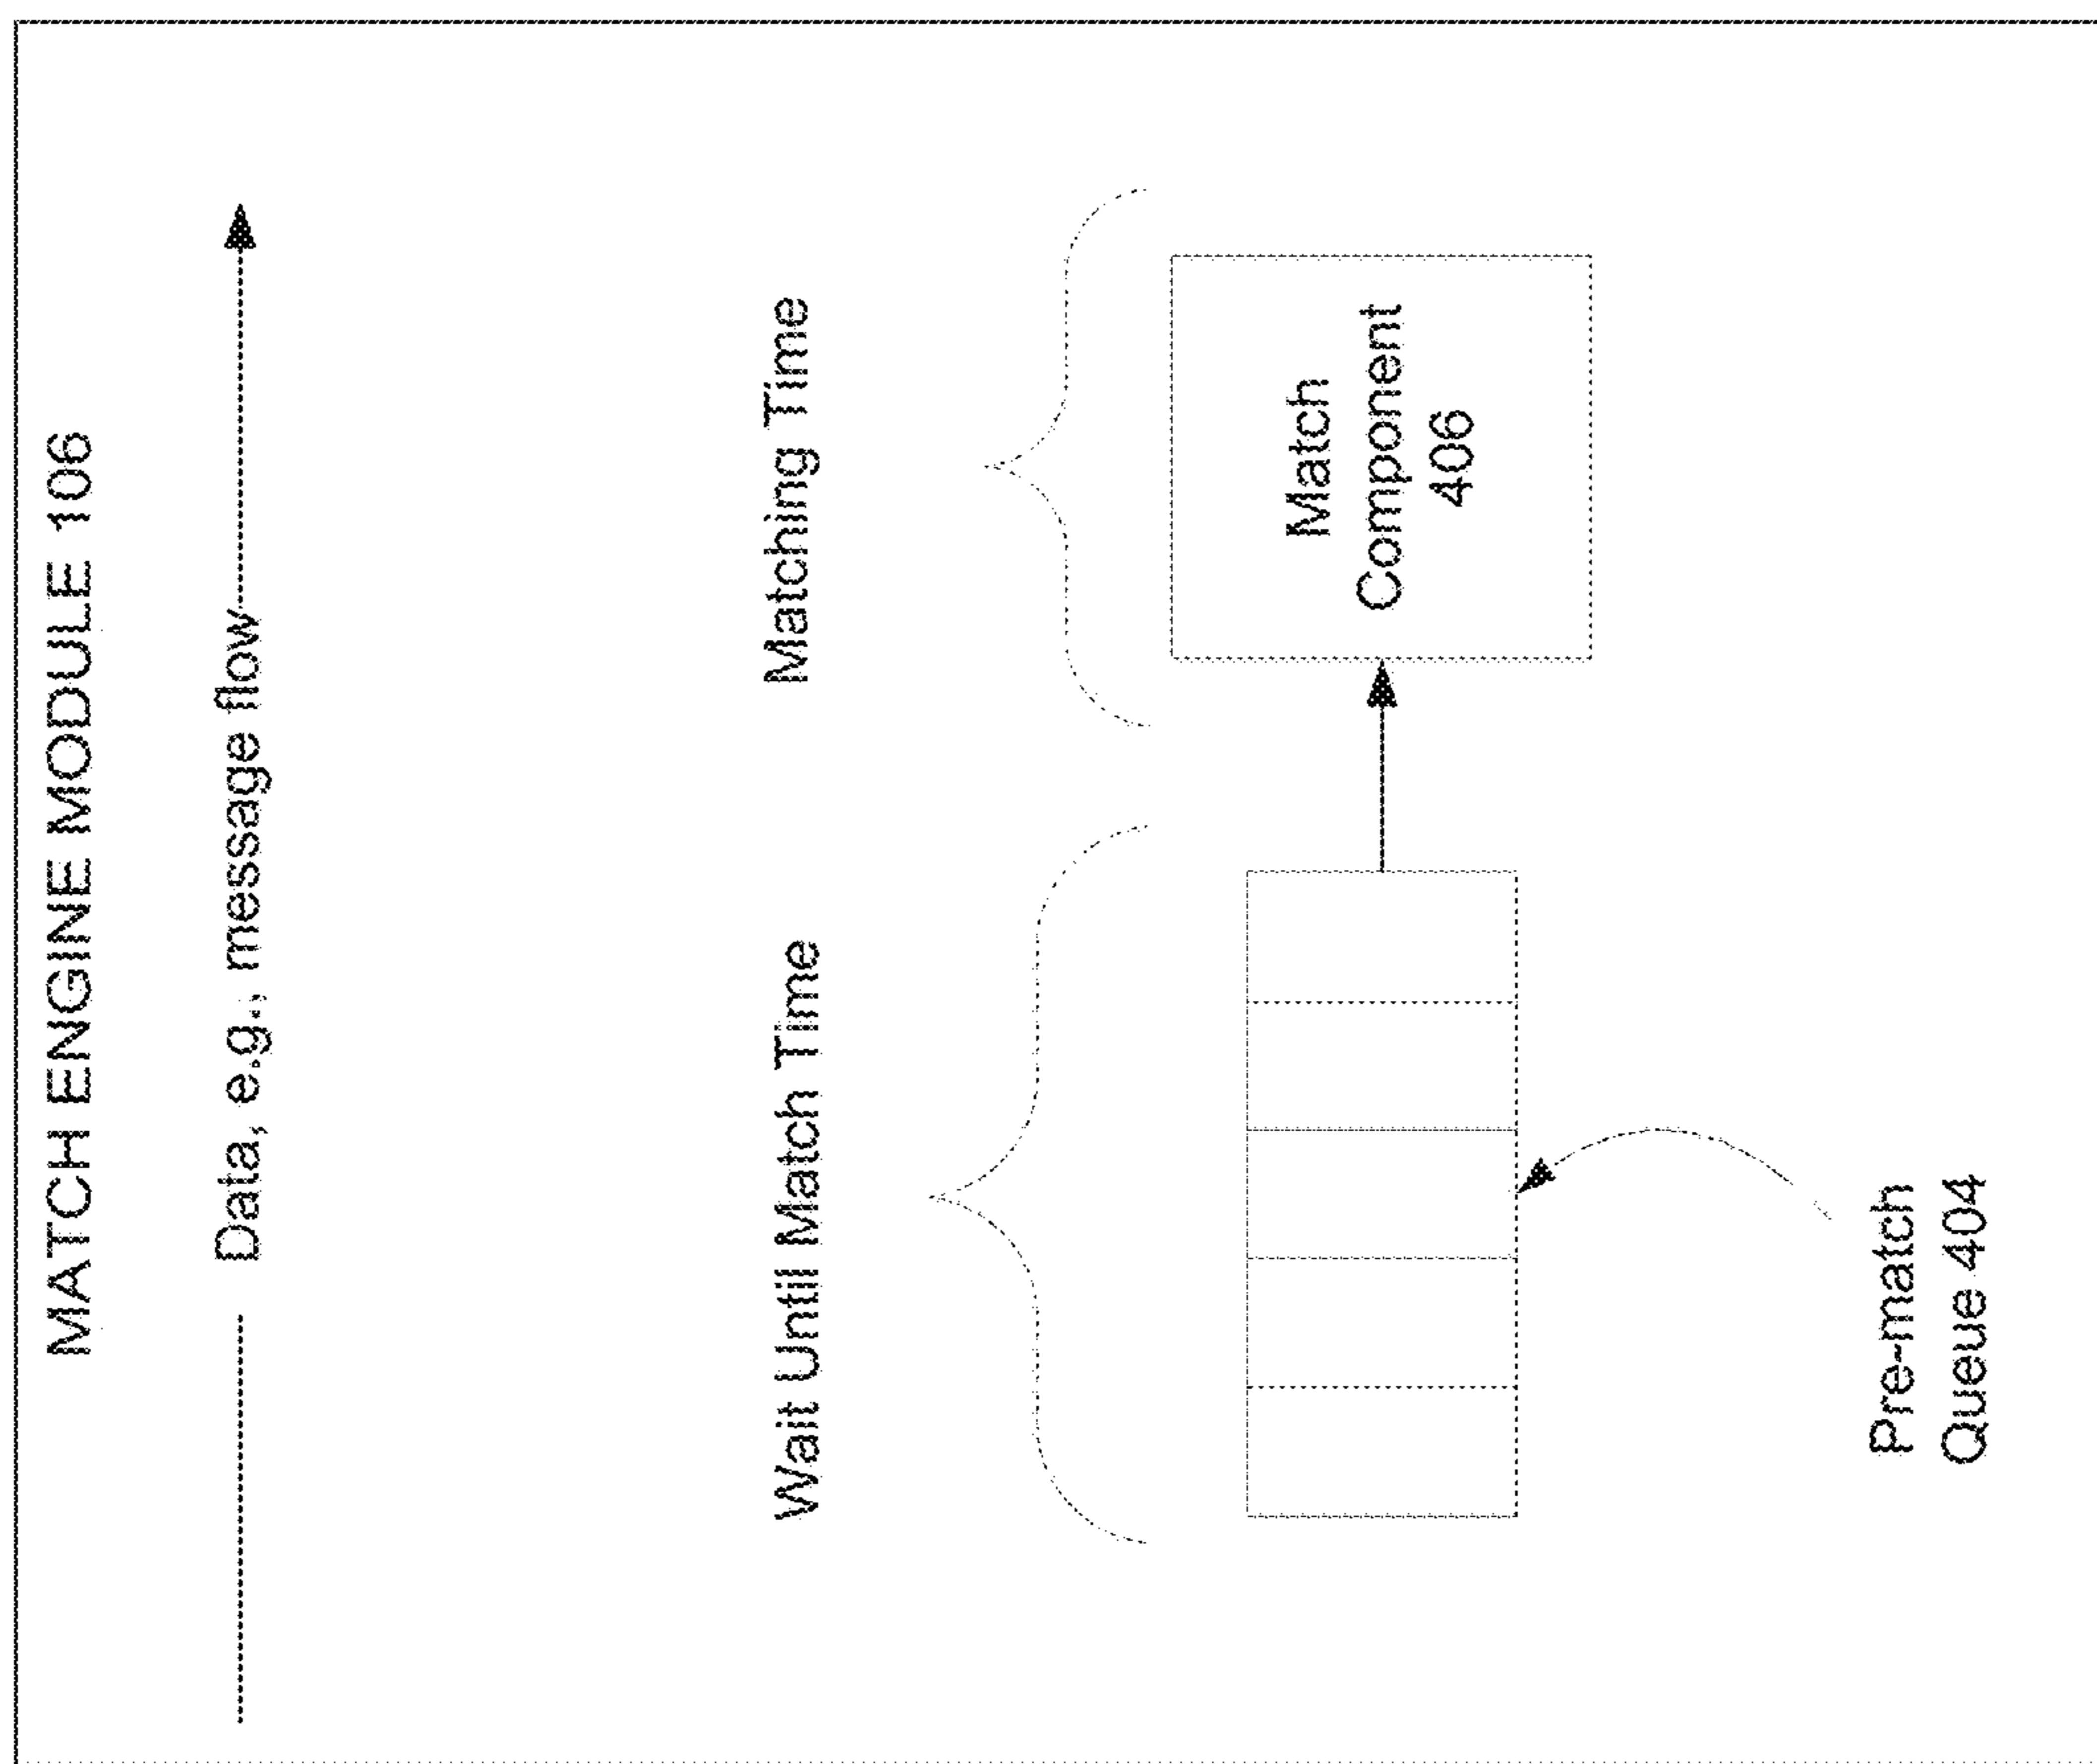 MATCH ENGINE MODULE 106
Data, e.g., message flow
Wait Until Match Time
Matching Time
Match
Component
406
Pre-match
Queue 404